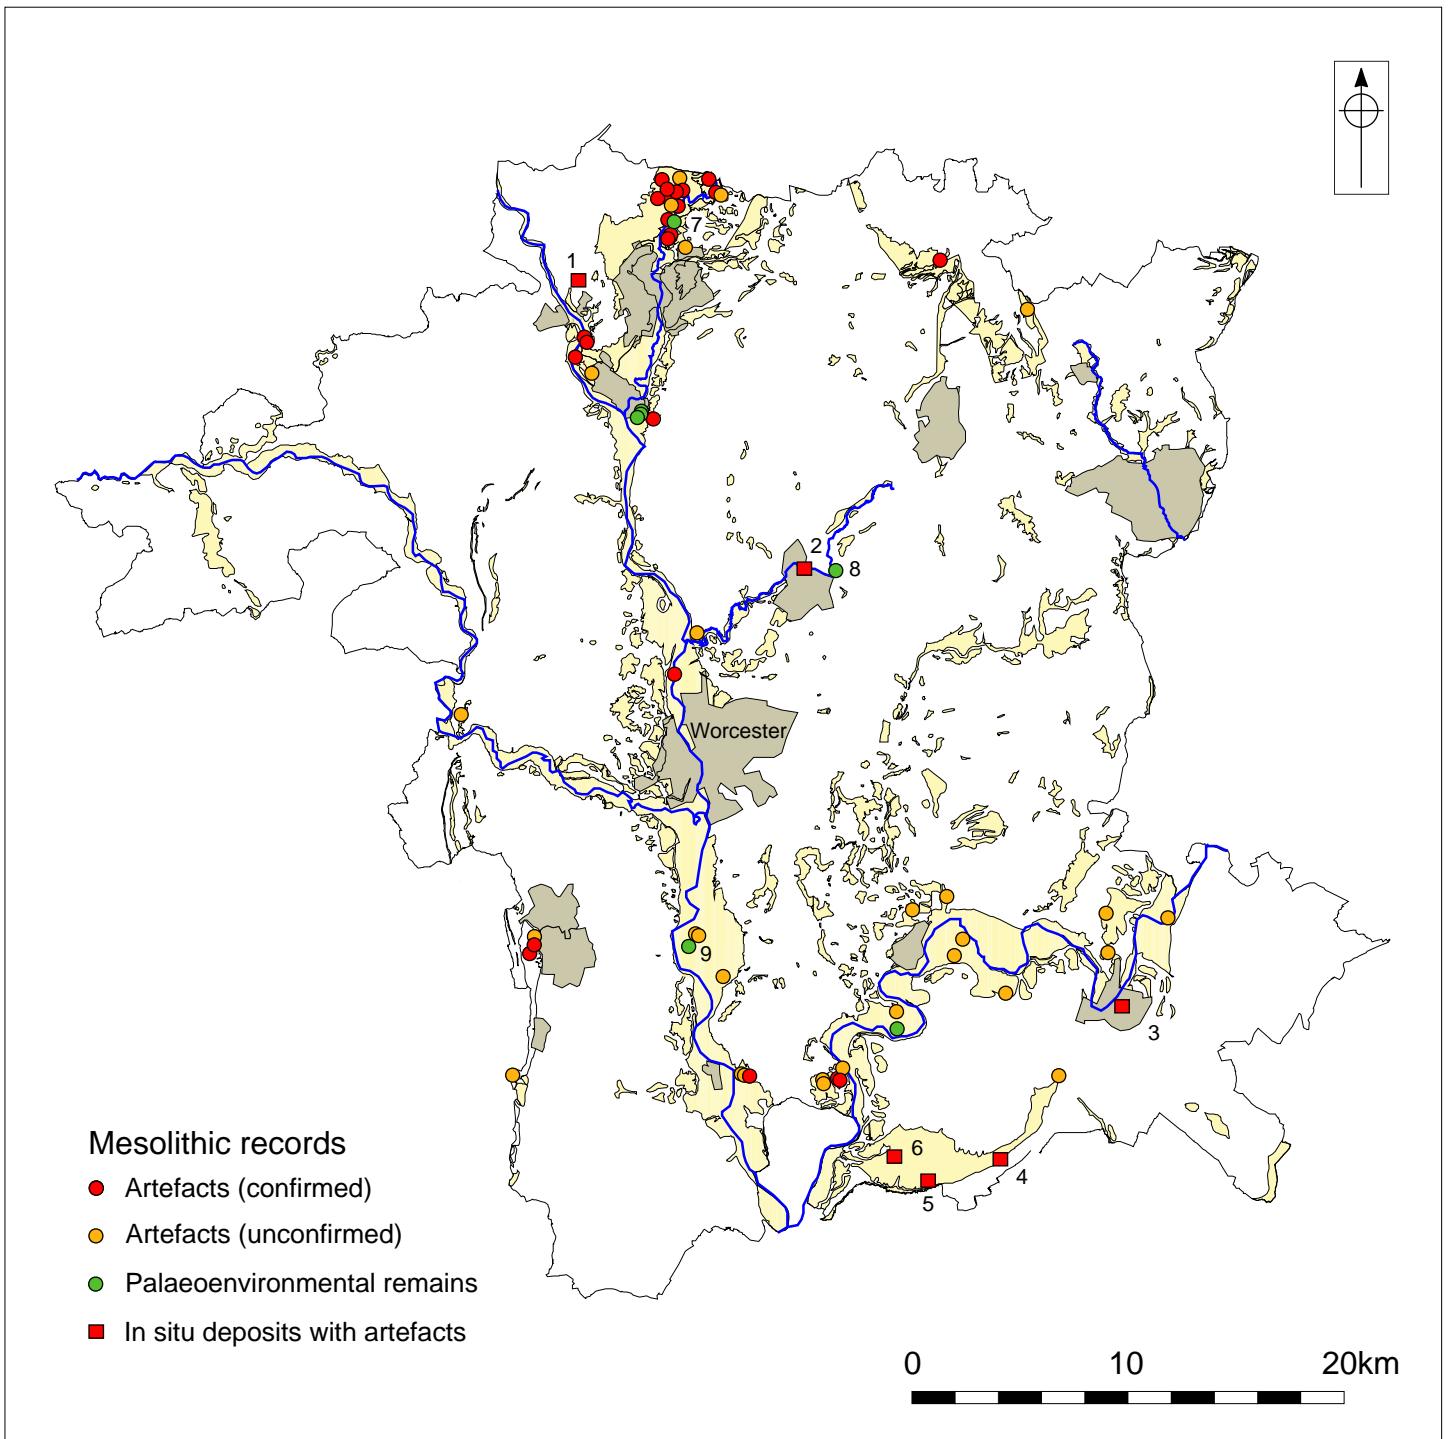 7
1
2
8
Worcester
9
3
6
4
5
Mesolithic records
Artefacts (confirmed)
Artefacts (unconfirmed)
Palaeoenvironmental remains
In situ deposits with artefacts
0 10 20km